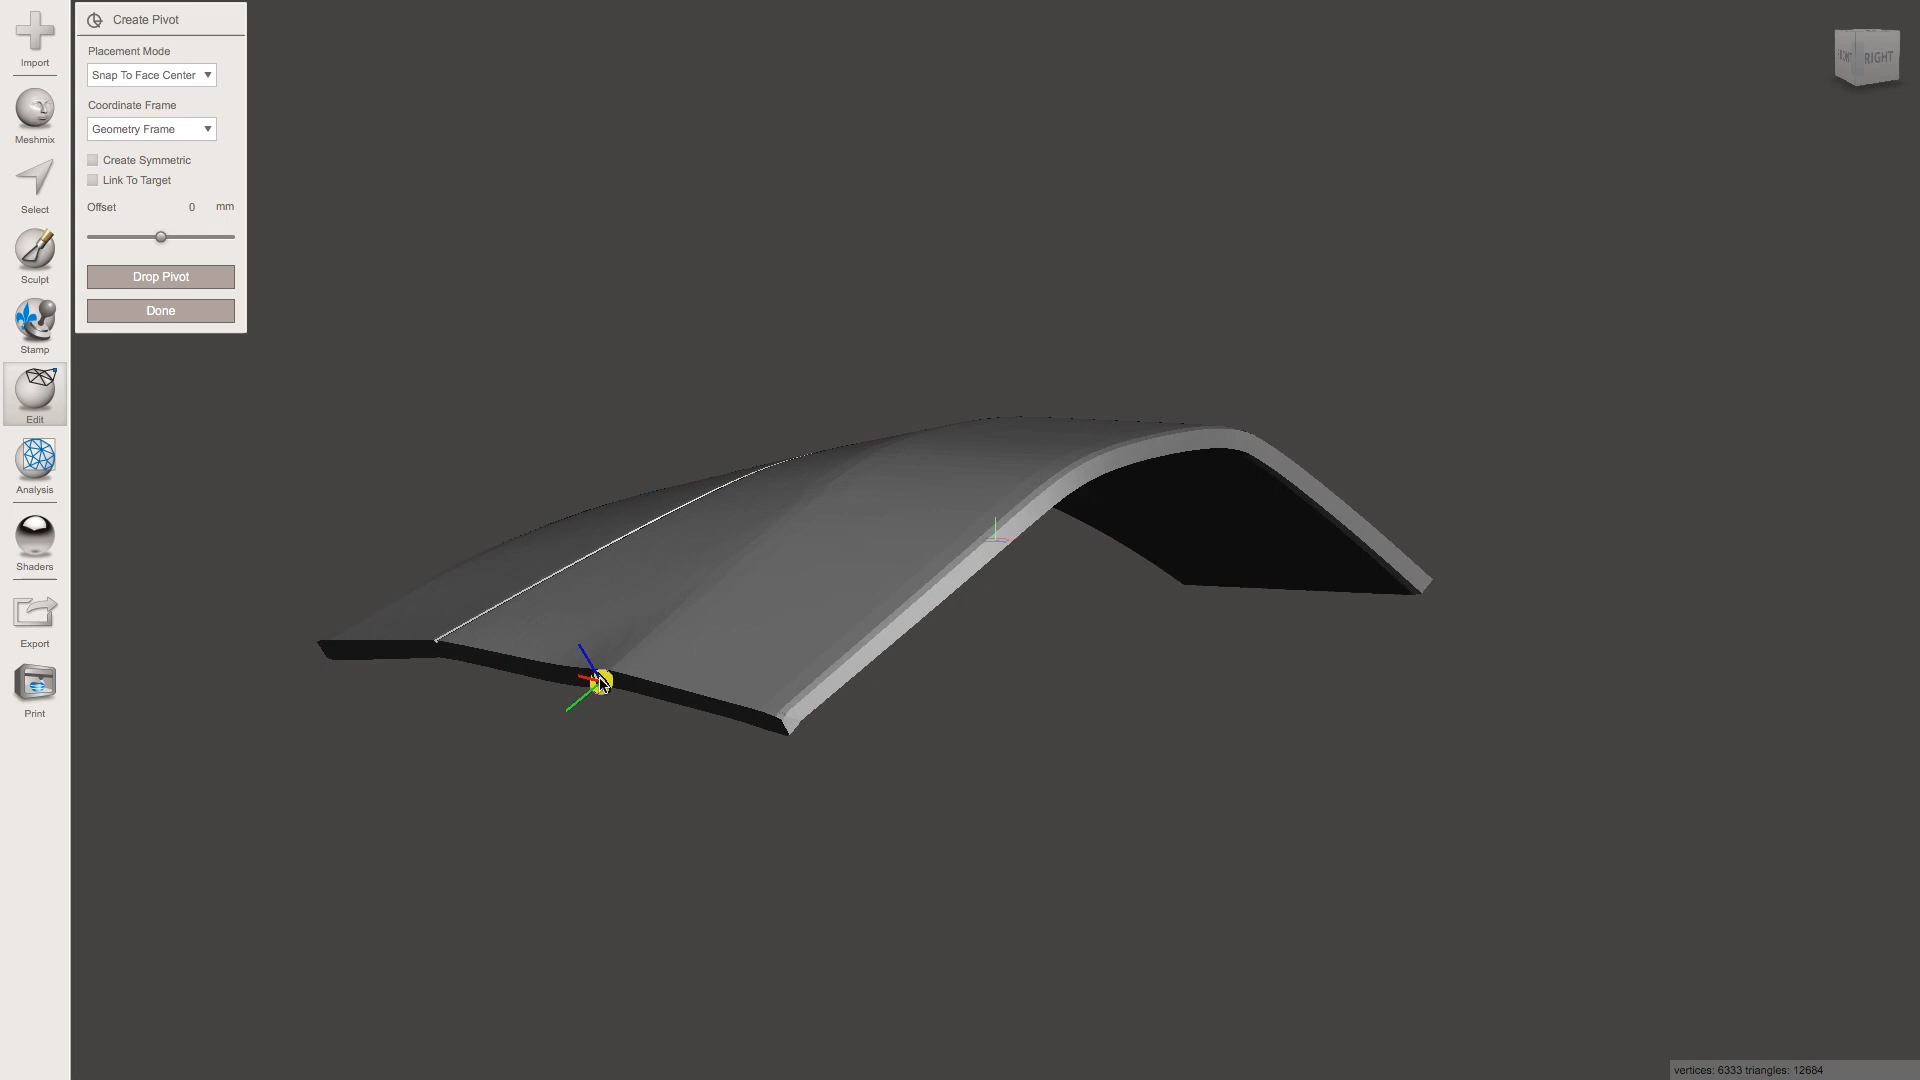 Import
Meshmix
Select
Sculpt
Stamp
Edit
Analysis
Shaders
Export
Print
Create Pivot
Placement Mode
Snap To Face Center
Coordinate Frame
Geometry Frame
Create Symmetric
Link To Target
Offset 0 mm
Drop Pivot
Done
FRONT RIGHT
vertices: 6333 triangles: 12684